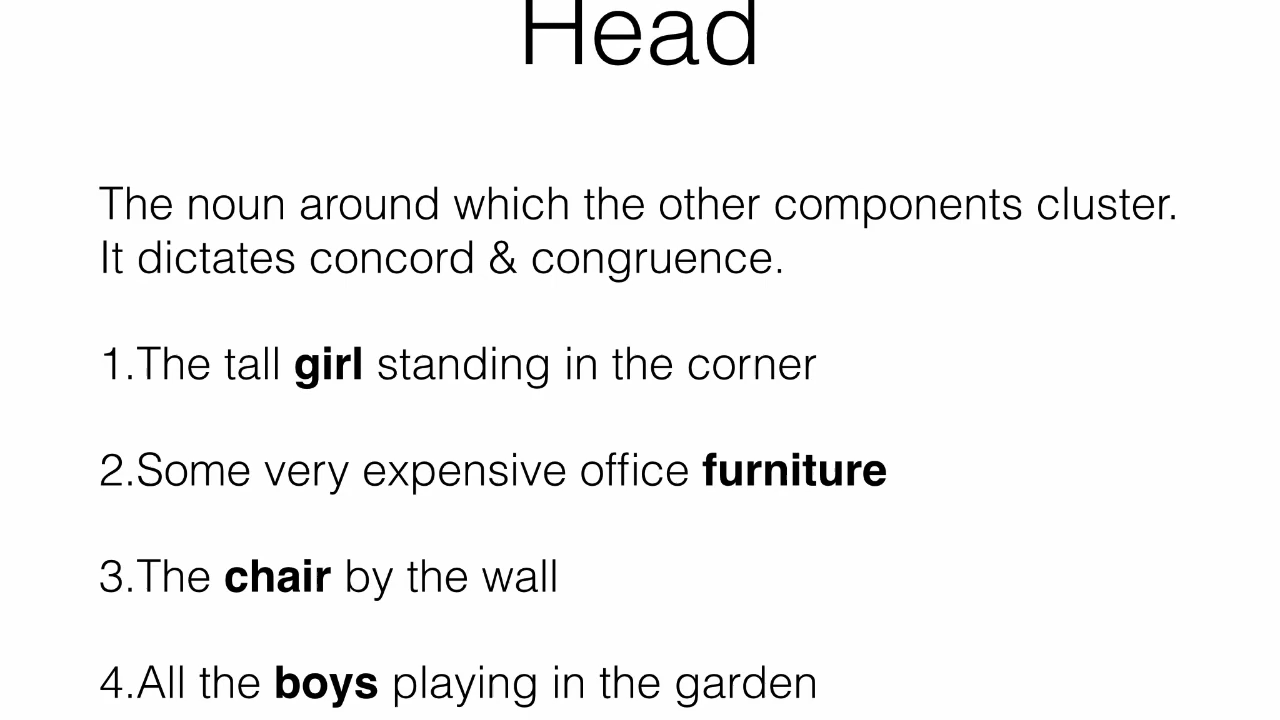 Head
The noun around which the other components cluster.
It dictates concord & congruence.
1.The tall girl standing in the corner
2.Some very expensive office furniture
3.The chair by the wall
4.All the boys playing in the garden